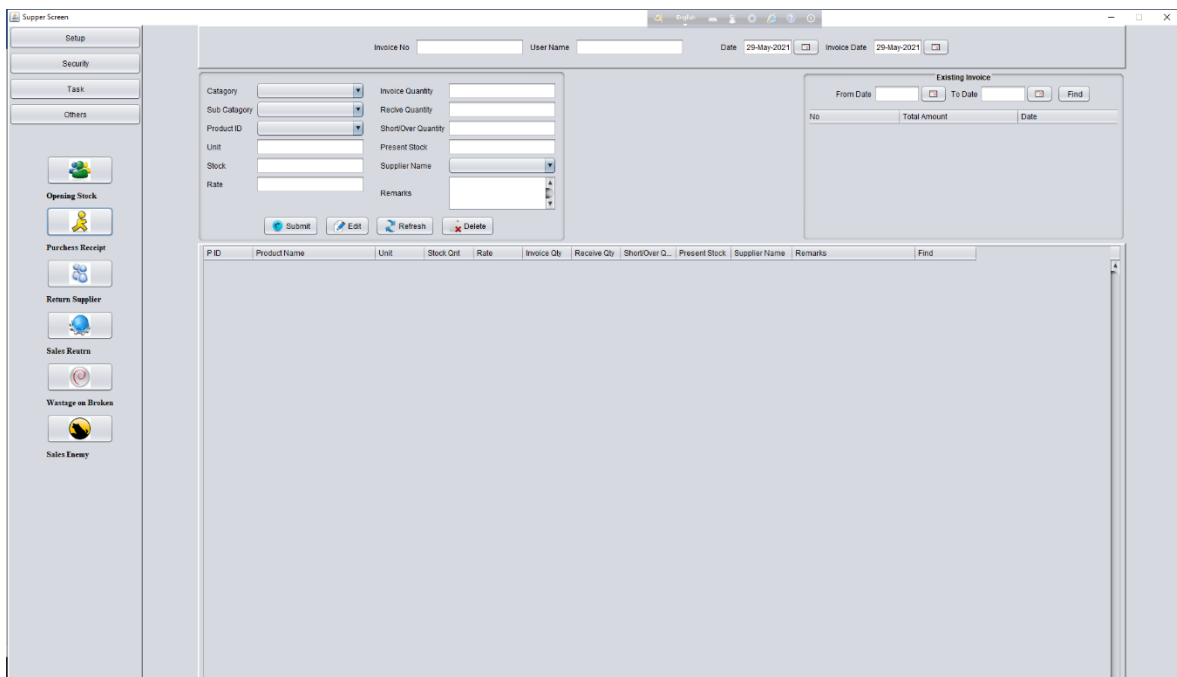 Supper Screen
English
Setup
Security
Task
Others
Opening Stock
Purchess Receipt
Return Supplier
Sales Reutrn
Wastage on Broken
Sales Enemy
Invoice No User Name Date 29-May-2021 Invoice Date 29-May-2021
Catagory Invoice Quantity
Sub Catagory Recive Quantity
Product ID Short/Over Quantity
Unit Present Stock
Stock Supplier Name
Rate Remarks
Submit Edit Refresh Delete
Existing Invoice
From Date To Date Find
No Total Amount Date
P ID Product Name Unit Stock Qnt Rate Invoice Qty Receive Qty Short/Over Q... Present Stock Supplier Name Remarks Find